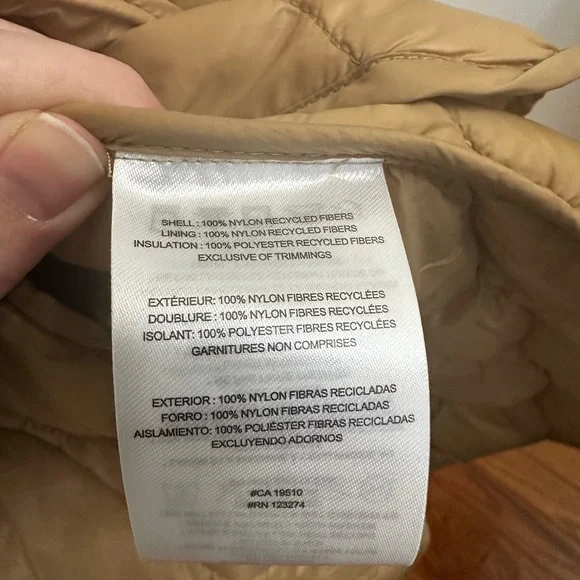 SHELL : 100% NYLON RECYCLED FIBERS
LINING : 100% NYLON RECYCLED FIBERS
INSULATION : 100% POLYESTER RECYCLED FIBERS
EXCLUSIVE OF TRIMMINGS
EXTÉRIEUR: 100% NYLON FIBRES RECYCLÉES
DOUBLURE : 100% NYLON FIBRES RECYCLÉES
ISOLANT: 100% POLYESTER FIBRES RECYCLÉES
GARNITURES NON COMPRISES
EXTERIOR : 100% NYLON FIBRAS RECICLADAS
FORRO : 100% NYLON FIBRAS RECICLADAS
AISLAMIENTO: 100% POLIÉSTER FIBRAS RECICLADAS
EXCLUYENDO ADORNOS
#CA 19510
#RN 123274